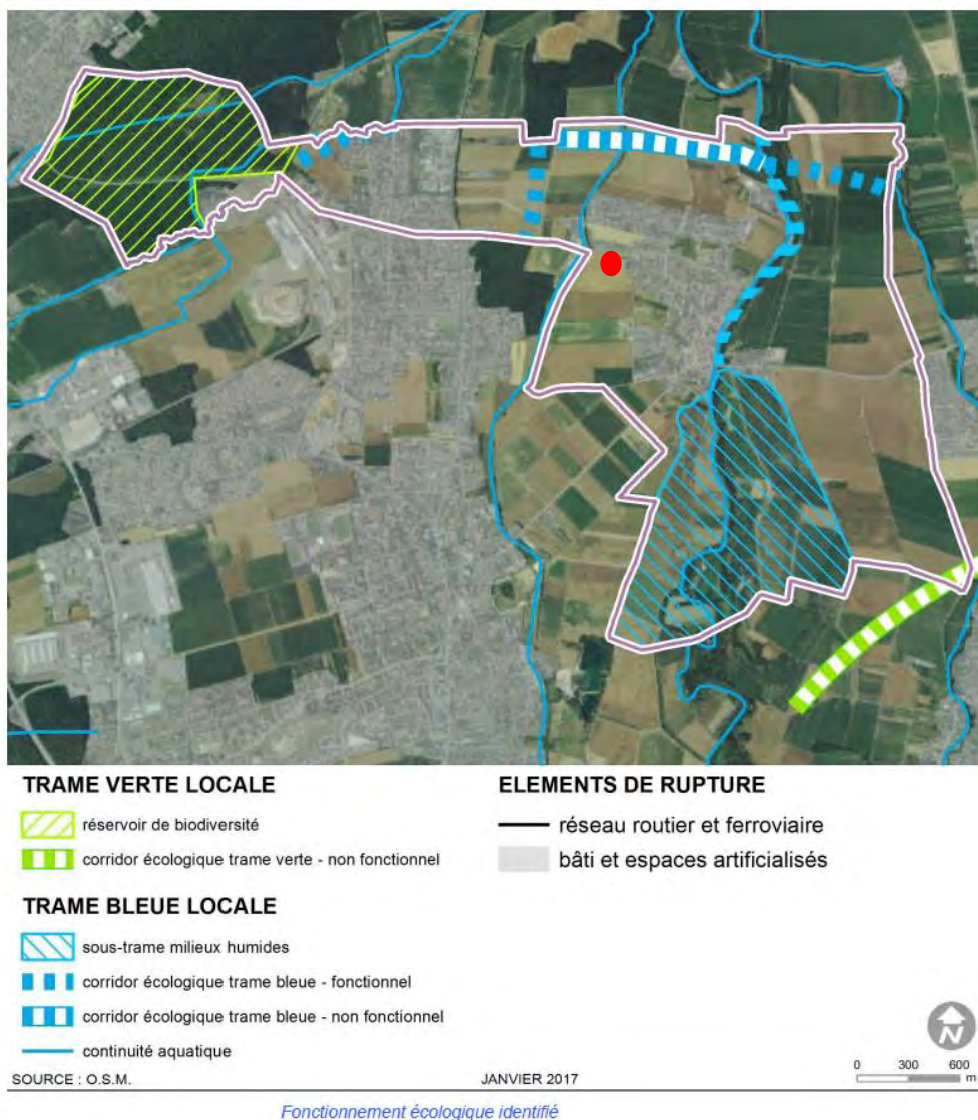 TRAME VERTE LOCALE
réservoir de biodiversité
corridor écologique trame verte - non fonctionnel
TRAME BLEUE LOCALE
sous-trame milieux humides
corridor écologique trame bleue - fonctionnel
corridor écologique trame bleue - non fonctionnel
continuité aquatique
ELEMENTS DE RUPTURE
réseau routier et ferroviaire
bâti et espaces artificialisés
N
0 300 600
m
SOURCE : O.S.M.
JANVIER 2017
Fonctionnement écologique identifié